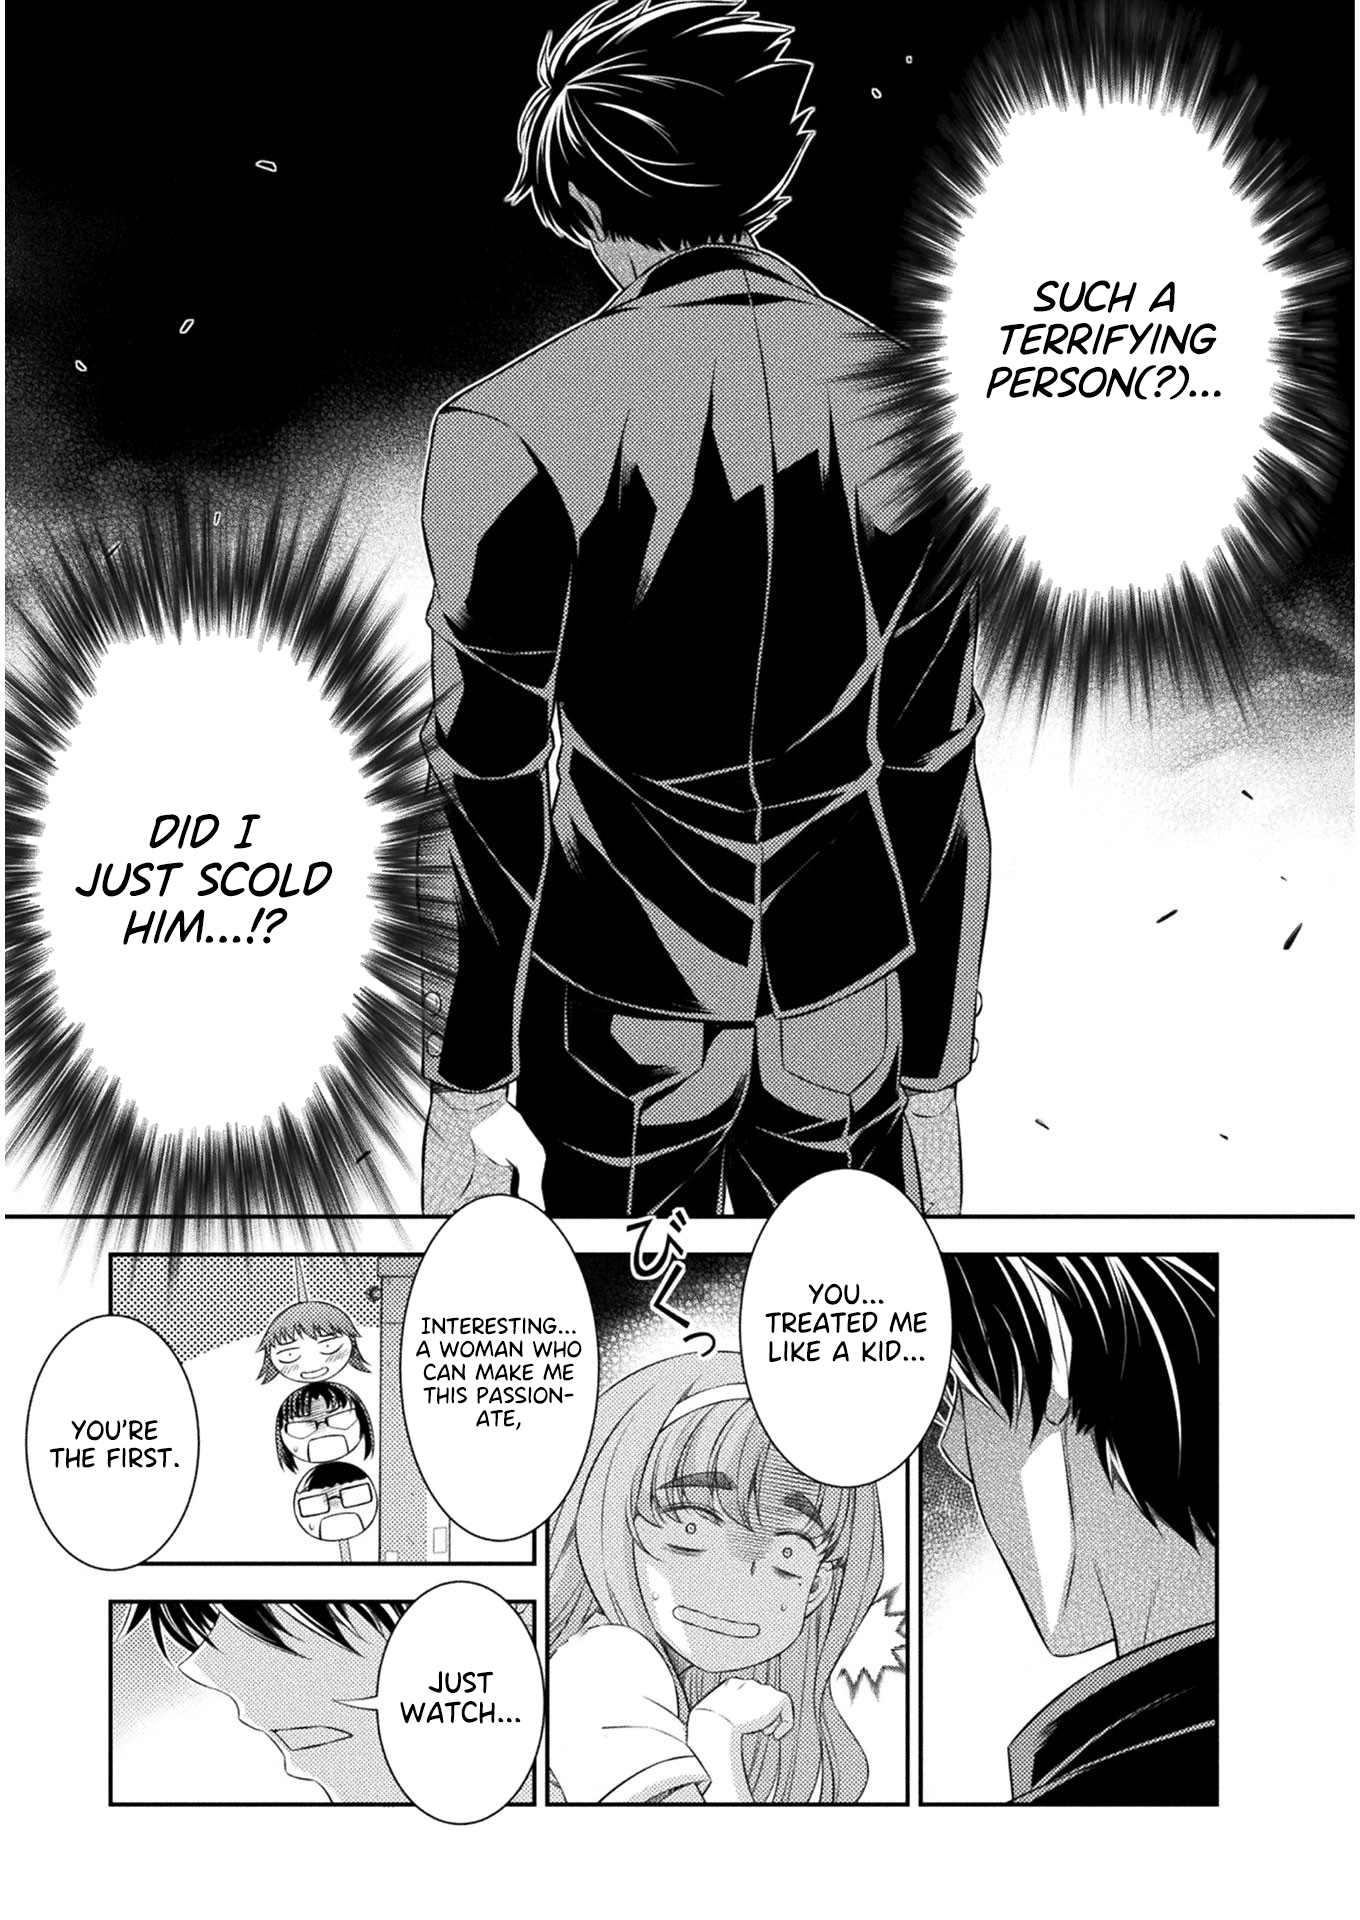 SUCH A
TERRIFYING
PERSON(?)...
DID I
JUST SCOLD
HIM...!?
YOU...
TREATED ME
LIKE A KID...
びくっ
INTERESTING...
A WOMAN WHO
CAN MAKE ME
THIS PASSION-
ATE,
YOU'RE
THE FIRST.
JUST
WATCH...